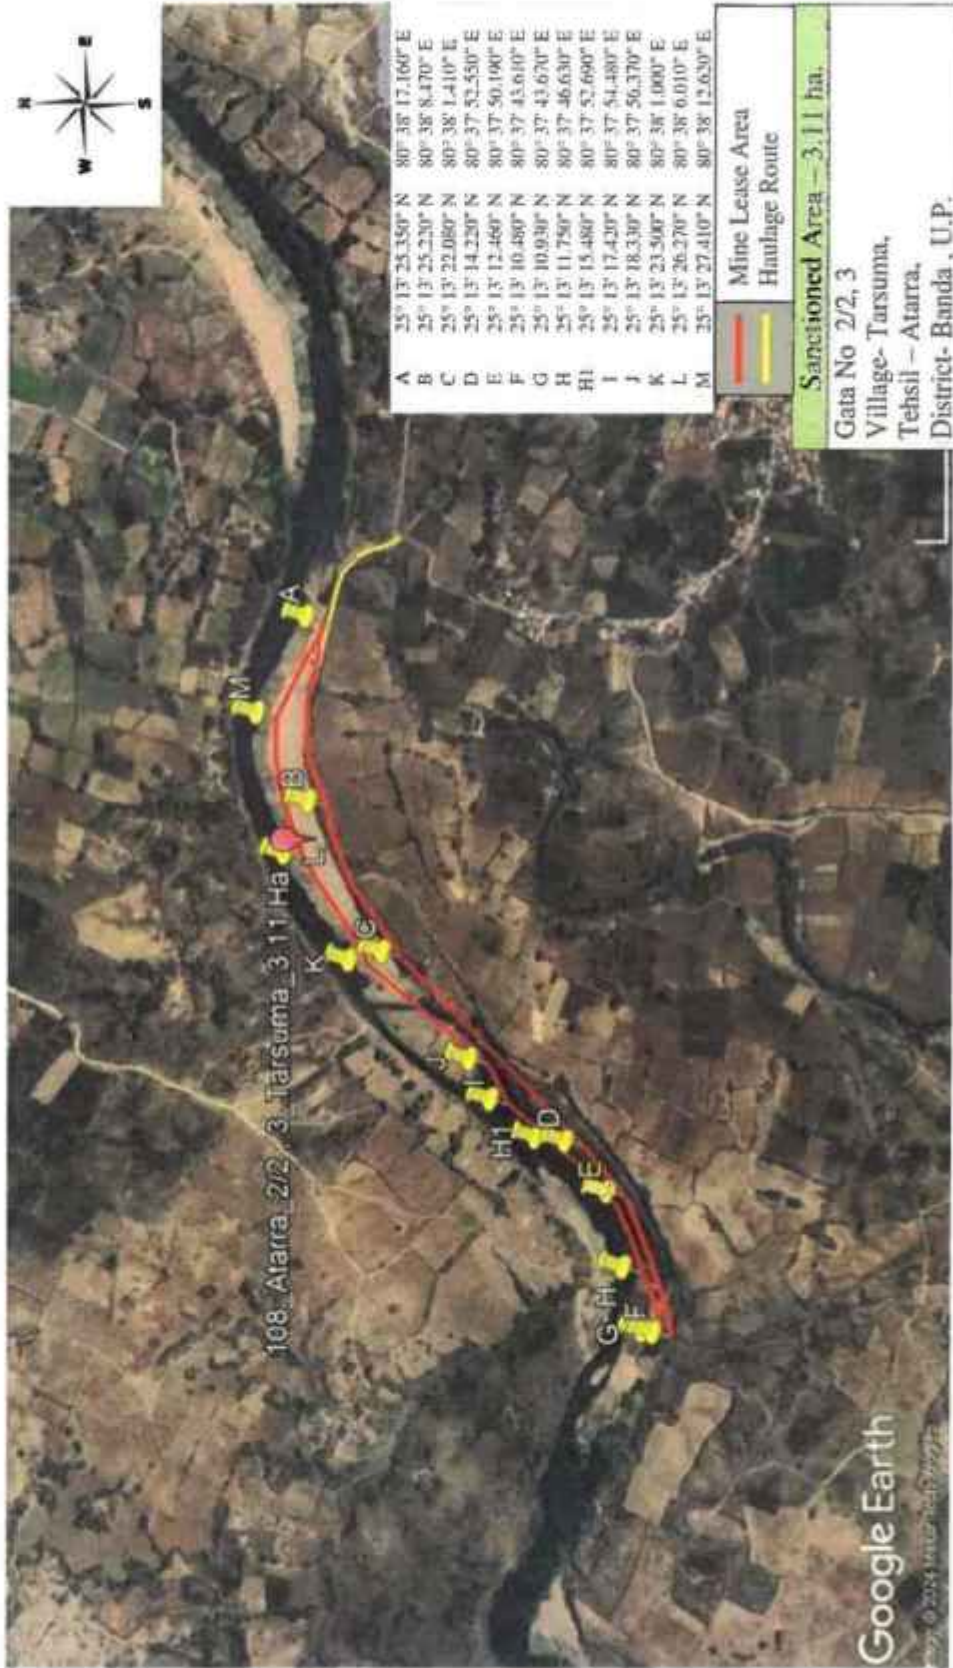 N
W E
S
A 25° 13' 25.350" N 80° 38' 17.160" E
B 25° 13' 25.220" N 80° 38' 8.470" E
C 25° 13' 22.080" N 80° 38' 1.410" E
D 25° 13' 14.220" N 80° 37' 52.550" E
E 25° 13' 12.460" N 80° 37' 50.190" E
F 25° 13' 10.480" N 80° 37' 43.610" E
G 25° 13' 10.930" N 80° 37' 43.670" E
H 25° 13' 11.750" N 80° 37' 46.630" E
H1 25° 13' 15.480" N 80° 37' 52.690" E
I 25° 13' 17.420" N 80° 37' 54.480" E
J 25° 13' 18.330" N 80° 37' 56.370" E
K 25° 13' 23.500" N 80° 38' 1.000" E
L 25° 13' 26.270" N 80° 38' 6.010" E
M 25° 13' 27.410" N 80° 38' 12.620" E
Mine Lease Area
Haulage Route
Sanctioned Area – 3.11 ha.
Gata No 2/2, 3
Village- Tarsuma,
Tehsil – Atarra,
District- Banda , U.P.
108_Atarra_2/2_ 3_Tarsuma_3.11 Ha
M
A
B
L
K
C
J
I
H1
D
E
H
G
F
Google Earth